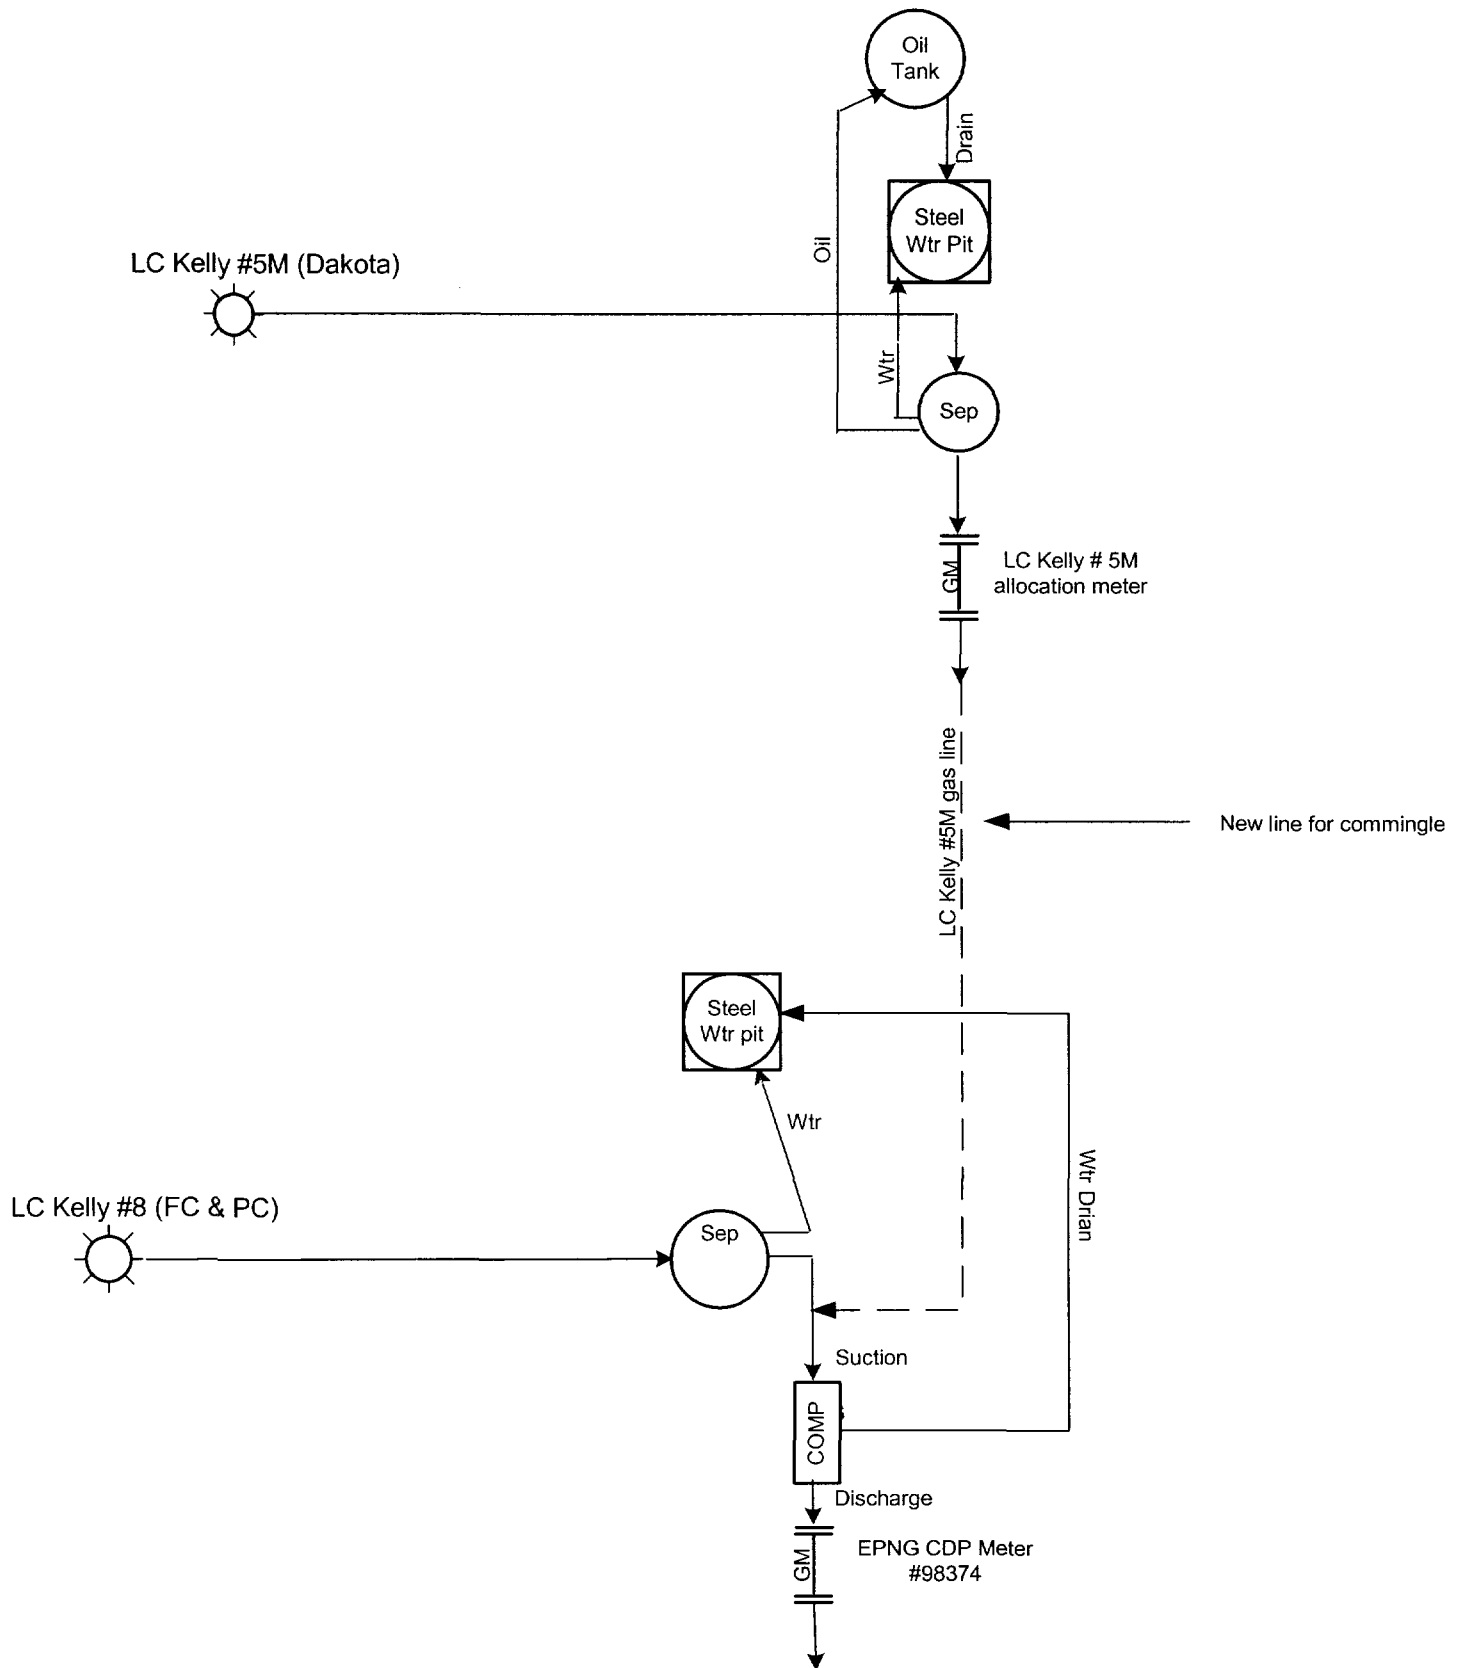 Oil
Tank
Drain
Steel
Wtr Pit
Oil
LC Kelly #5M (Dakota)
Wtr
Sep
GM
LC Kelly # 5M
allocation meter
LC Kelly #5M gas line
New line for commingle
Steel
Wtr pit
Wtr
Wtr Drian
LC Kelly #8 (FC & PC)
Sep
Suction
COMP
Discharge
GM
EPNG CDP Meter
#98374